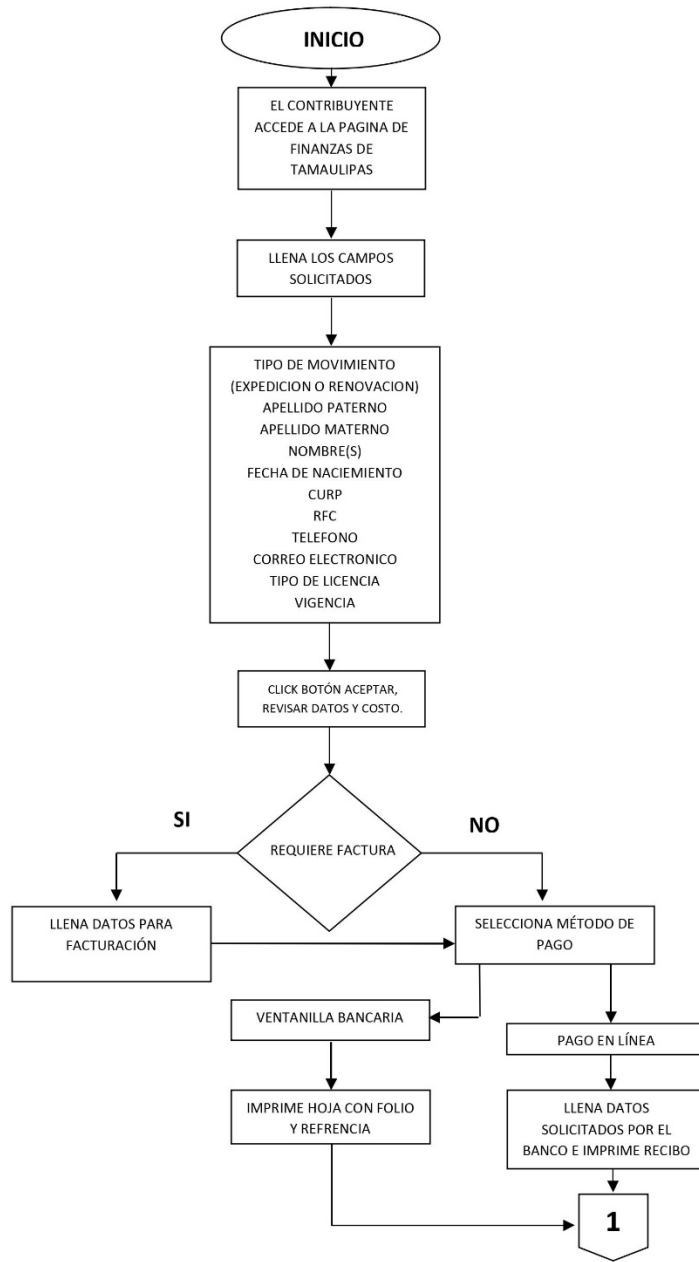 INICIO
EL CONTRIBUYENTE
ACCEDE A LA PAGINA DE
FINANZAS DE
TAMAULIPAS
LLENA LOS CAMPOS
SOLICITADOS
TIPO DE MOVIMIENTO
(EXPEDICION O RENOVACION)
APELLIDO PATERNO
APELLIDO MATERNO
NOMBRE(S)
FECHA DE NACIEMIENTO
CURP
RFC
TELEFONO
CORREO ELECTRONICO
TIPO DE LICENCIA
VIGENCIA
CLICK BOTÓN ACEPTAR,
REVISAR DATOS Y COSTO.
REQUIERE FACTURA
SI
NO
LLENA DATOS PARA
FACTURACIÓN
SELECCIONA MÉTODO DE
PAGO
VENTANILLA BANCARIA
PAGO EN LÍNEA
IMPRIME HOJA CON FOLIO
Y REFRENCIA
LLENA DATOS
SOLICITADOS POR EL
BANCO E IMPRIME RECIBO
1